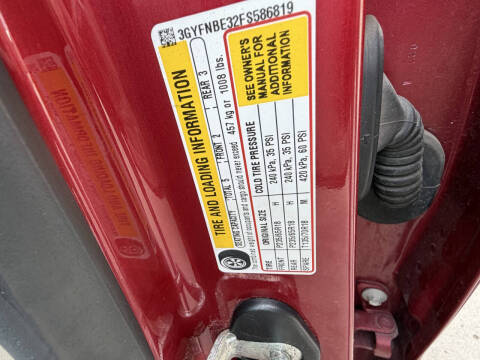 3GYFNBE32FS586819
TIRE AND LOADING INFORMATION
SEATING CAPACITY TOTAL 5 FRONT 2 REAR 3
The combined weight of occupants and cargo should never exceed 457 kg or 1008 lbs.
TIRE ORIGINAL SIZE COLD TIRE PRESSURE
FRONT P235/65R18 H 240 kPa, 35 PSI
REAR P235/65R18 H 240 kPa, 35 PSI
SPARE T135/70R18 M 420 kPa, 60 PSI
SEE OWNER'S
MANUAL FOR
ADDITIONAL
INFORMATION